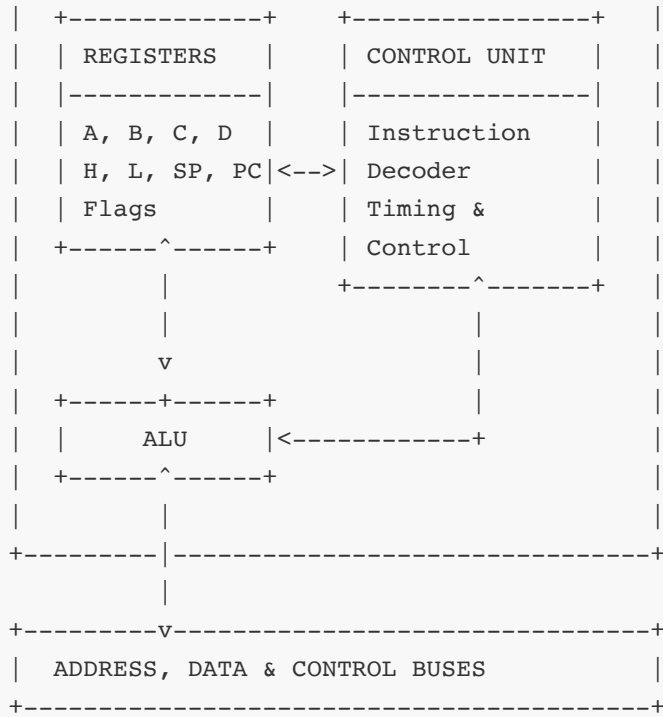 REGISTERS
CONTROL UNIT
A, B, C, D
Instruction
H, L, SP, PC
Decoder
Flags
Timing &
Control
ALU
ADDRESS, DATA & CONTROL BUSES